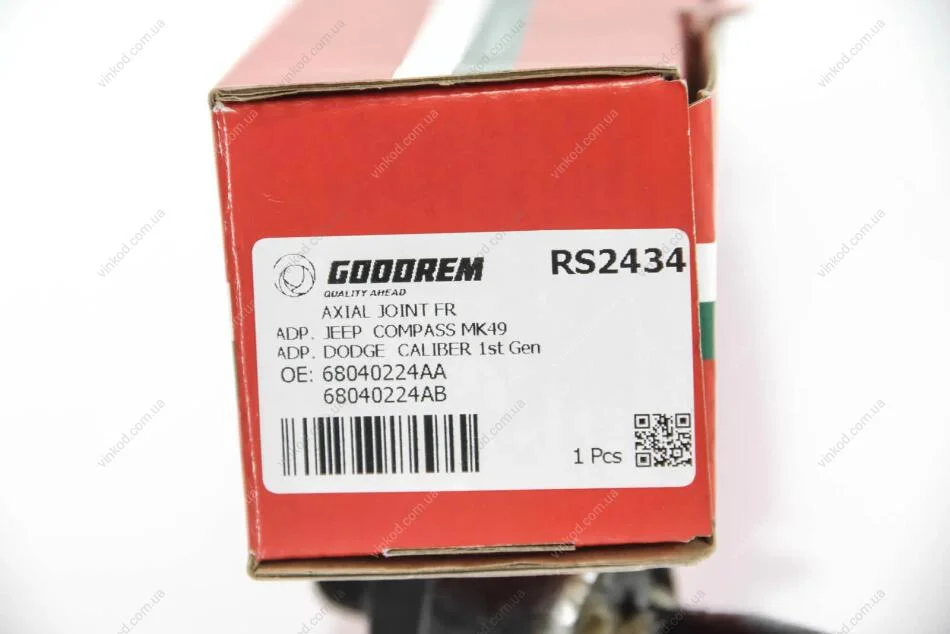 GOODREM
QUALITY AHEAD
RS2434
AXIAL JOINT FR
ADP. JEEP COMPASS MK49
ADP. DODGE CALIBER 1st Gen
OE: 68040224AA
68040224AB
1 Pcs
vinkod.com.ua